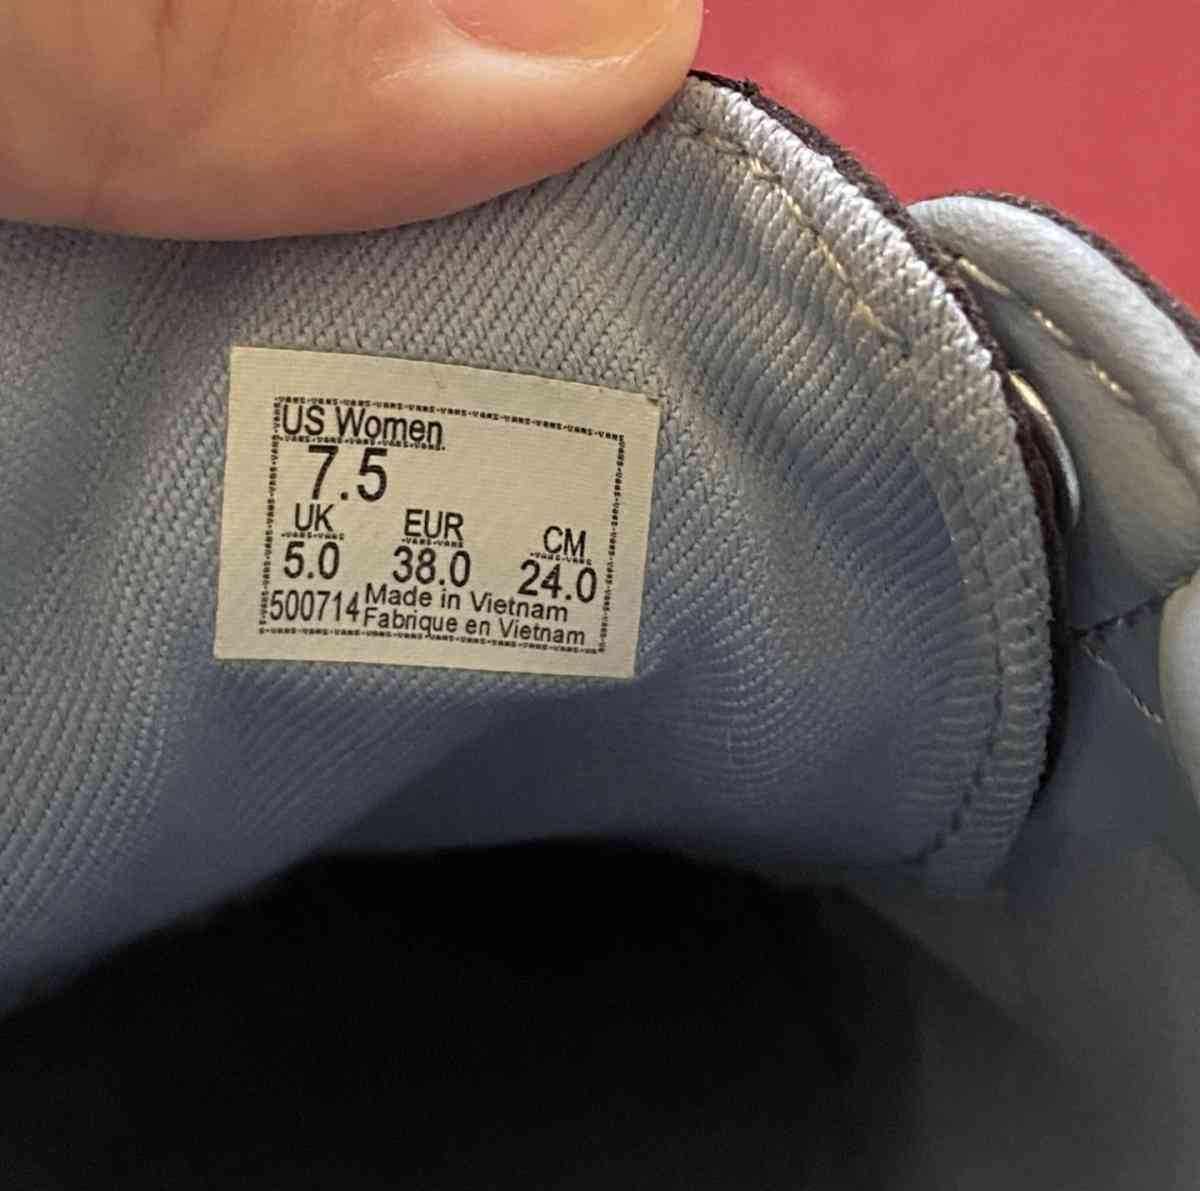 US Women
7.5
UK EUR CM
5.0 38.0 24.0
500714 Made in Vietnam
Fabrique en Vietnam